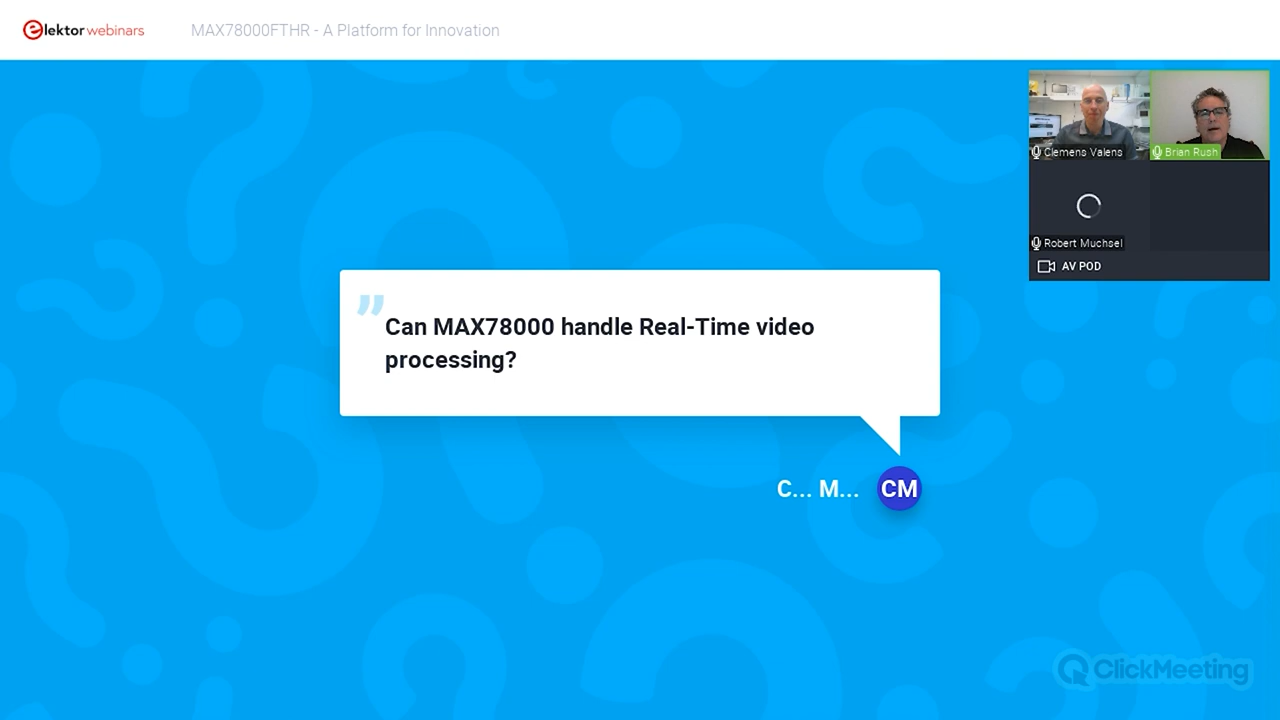 elektor webinars
MAX78000FTHR - A Platform for Innovation
Clemens Valens
Brian Rush
Robert Muchsel
AV POD
”
Can MAX78000 handle Real-Time video
processing?
C... M...
CM
ClickMeeting